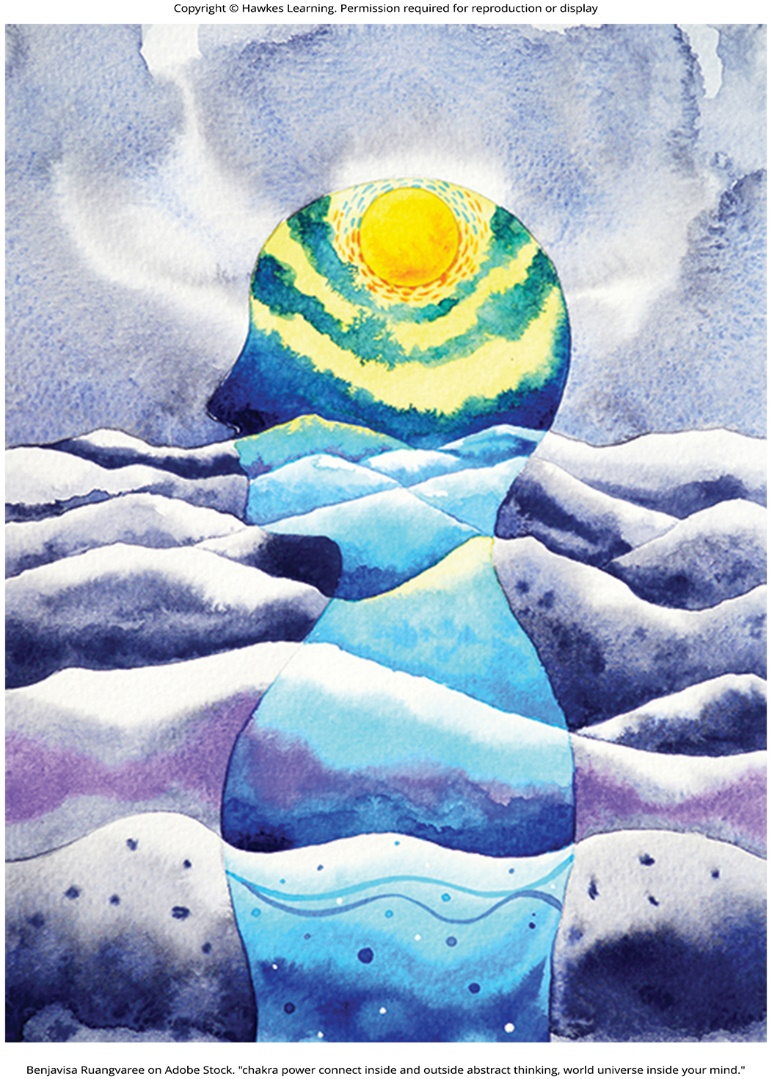 Copyright © Hawkes Learning. Permission required for reproduction or display
Benjavisa Ruangvaree on Adobe Stock. "chakra power connect inside and outside abstract thinking, world universe inside your mind."